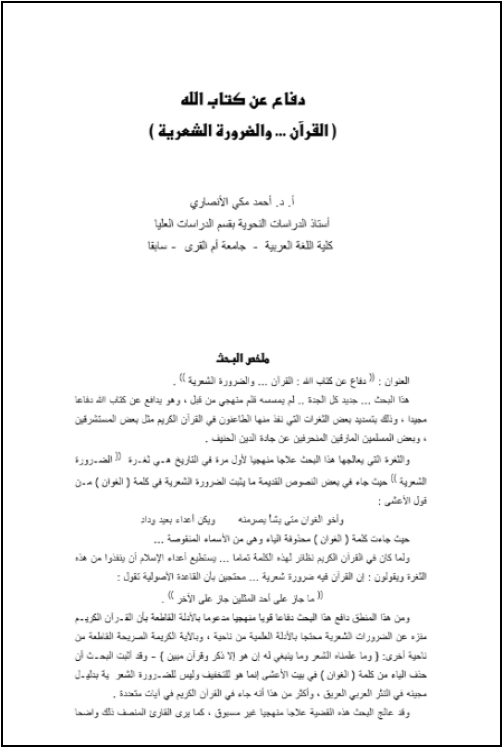 دفاع عن كتاب الله
( القرآن ... والضرورة الشعرية )
أ. د. أحمد مكي الأنصاري
أستاذ الدراسات النحوية بقسم الدراسات العليا
كلية اللغة العربية - جامعة أم القرى - سابقا
ملخص البحث
العنوان : (( دفاع عن كتاب الله : القرآن ... والضرورة الشعرية )) .
هذا البحث ... جديد كل الجدة .. لم يمسسه قلم منهجي من قبل ، وهو يدافع عن كتاب الله دفاعا
مجيدا ، وذلك بتسديد بعض الثغرات التي نفذ منها الطاعنون في القرآن الكريم مثل بعض المستشرقين
، وبعض المسلمين المارقين المنحرفين عن جادة الدين الحنيف .
والثغرة التي يعالجها هذا البحث علاجا منهجيا لأول مرة في التاريخ هـي ثغـرة (( الضـرورة
الشعرية )) حيث جاء في بعض النصوص القديمة ما يثبت الضرورة الشعرية في كلمة ( الغوان ) مـن
قول الأعشى :
وأخو الغوان متى يشأ يصرمنه ويكن أعداء بعيد وداد
حيث جاءت كلمة ( الغوان ) محذوفة الياء وهي من الأسماء المنقوصة ...
ولما كان في القرآن الكريم نظائر لهذه الكلمة تماما ... يستطيع أعداء الإسلام أن ينفذوا من هذه
الثغرة ويقولون : إن القرآن فيه ضرورة شعرية ... محتجين بأن القاعدة الأصولية تقول :
(( ما جاز على أحد المثلين جاز على الآخر )) .
ومن هذا المنطق دافع هذا البحث دفاعا قويا منهجيا مدعوما بالأدلة القاطعة بأن القـرآن الكريـم
منزه عن الضرورات الشعرية محتجا بالأدلة العلمية من ناحية ، وبالآية الكريمة الصريحة القاطعة من
ناحية أخرى: { وما علمناه الشعر وما ينبغي له إن هو إلا ذكر وقرآن مبين } - وقد أثبت البحـث أن
حذف الياء من كلمة ( الغوان ) في بيت الأعشى إنما هو للتخفيف وليس للضـرورة الشعر ية بدليـل
مجيئه في النثر العربي العريق ، وأكثر من هذا أنه جاء في القرآن الكريم في آيات متعددة .
وقد عالج البحث هذه القضية علاجا منهجيا غير مسبوق ، كما يرى القارئ المنصف ذلك واضحا